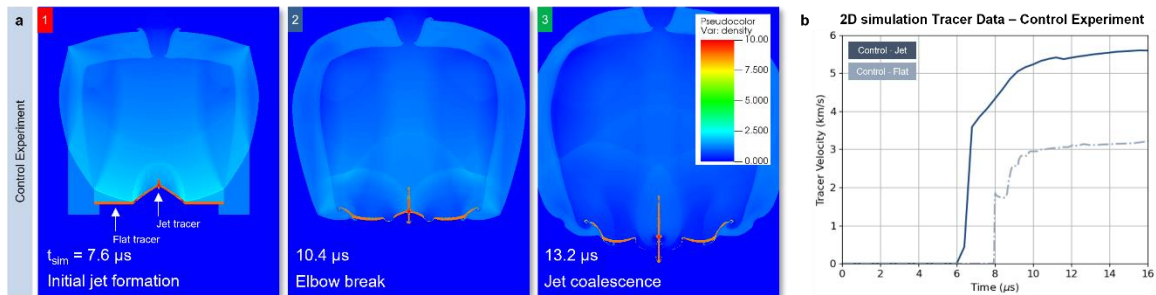 a
Control Experiment
1
Jet tracer
Flat tracer
tsim = 7.6 µs
Initial jet formation
2
10.4 µs
Elbow break
3
Pseudocolor
Var: density
10.00
7.500
5.000
2.500
0.000
13.2 µs
Jet coalescence
b
2D simulation Tracer Data – Control Experiment
Control - Jet
Control - Flat
Tracer Velocity (km/s)
6
5
4
3
2
1
0
0 2 4 6 8 10 12 14 16
Time (µs)